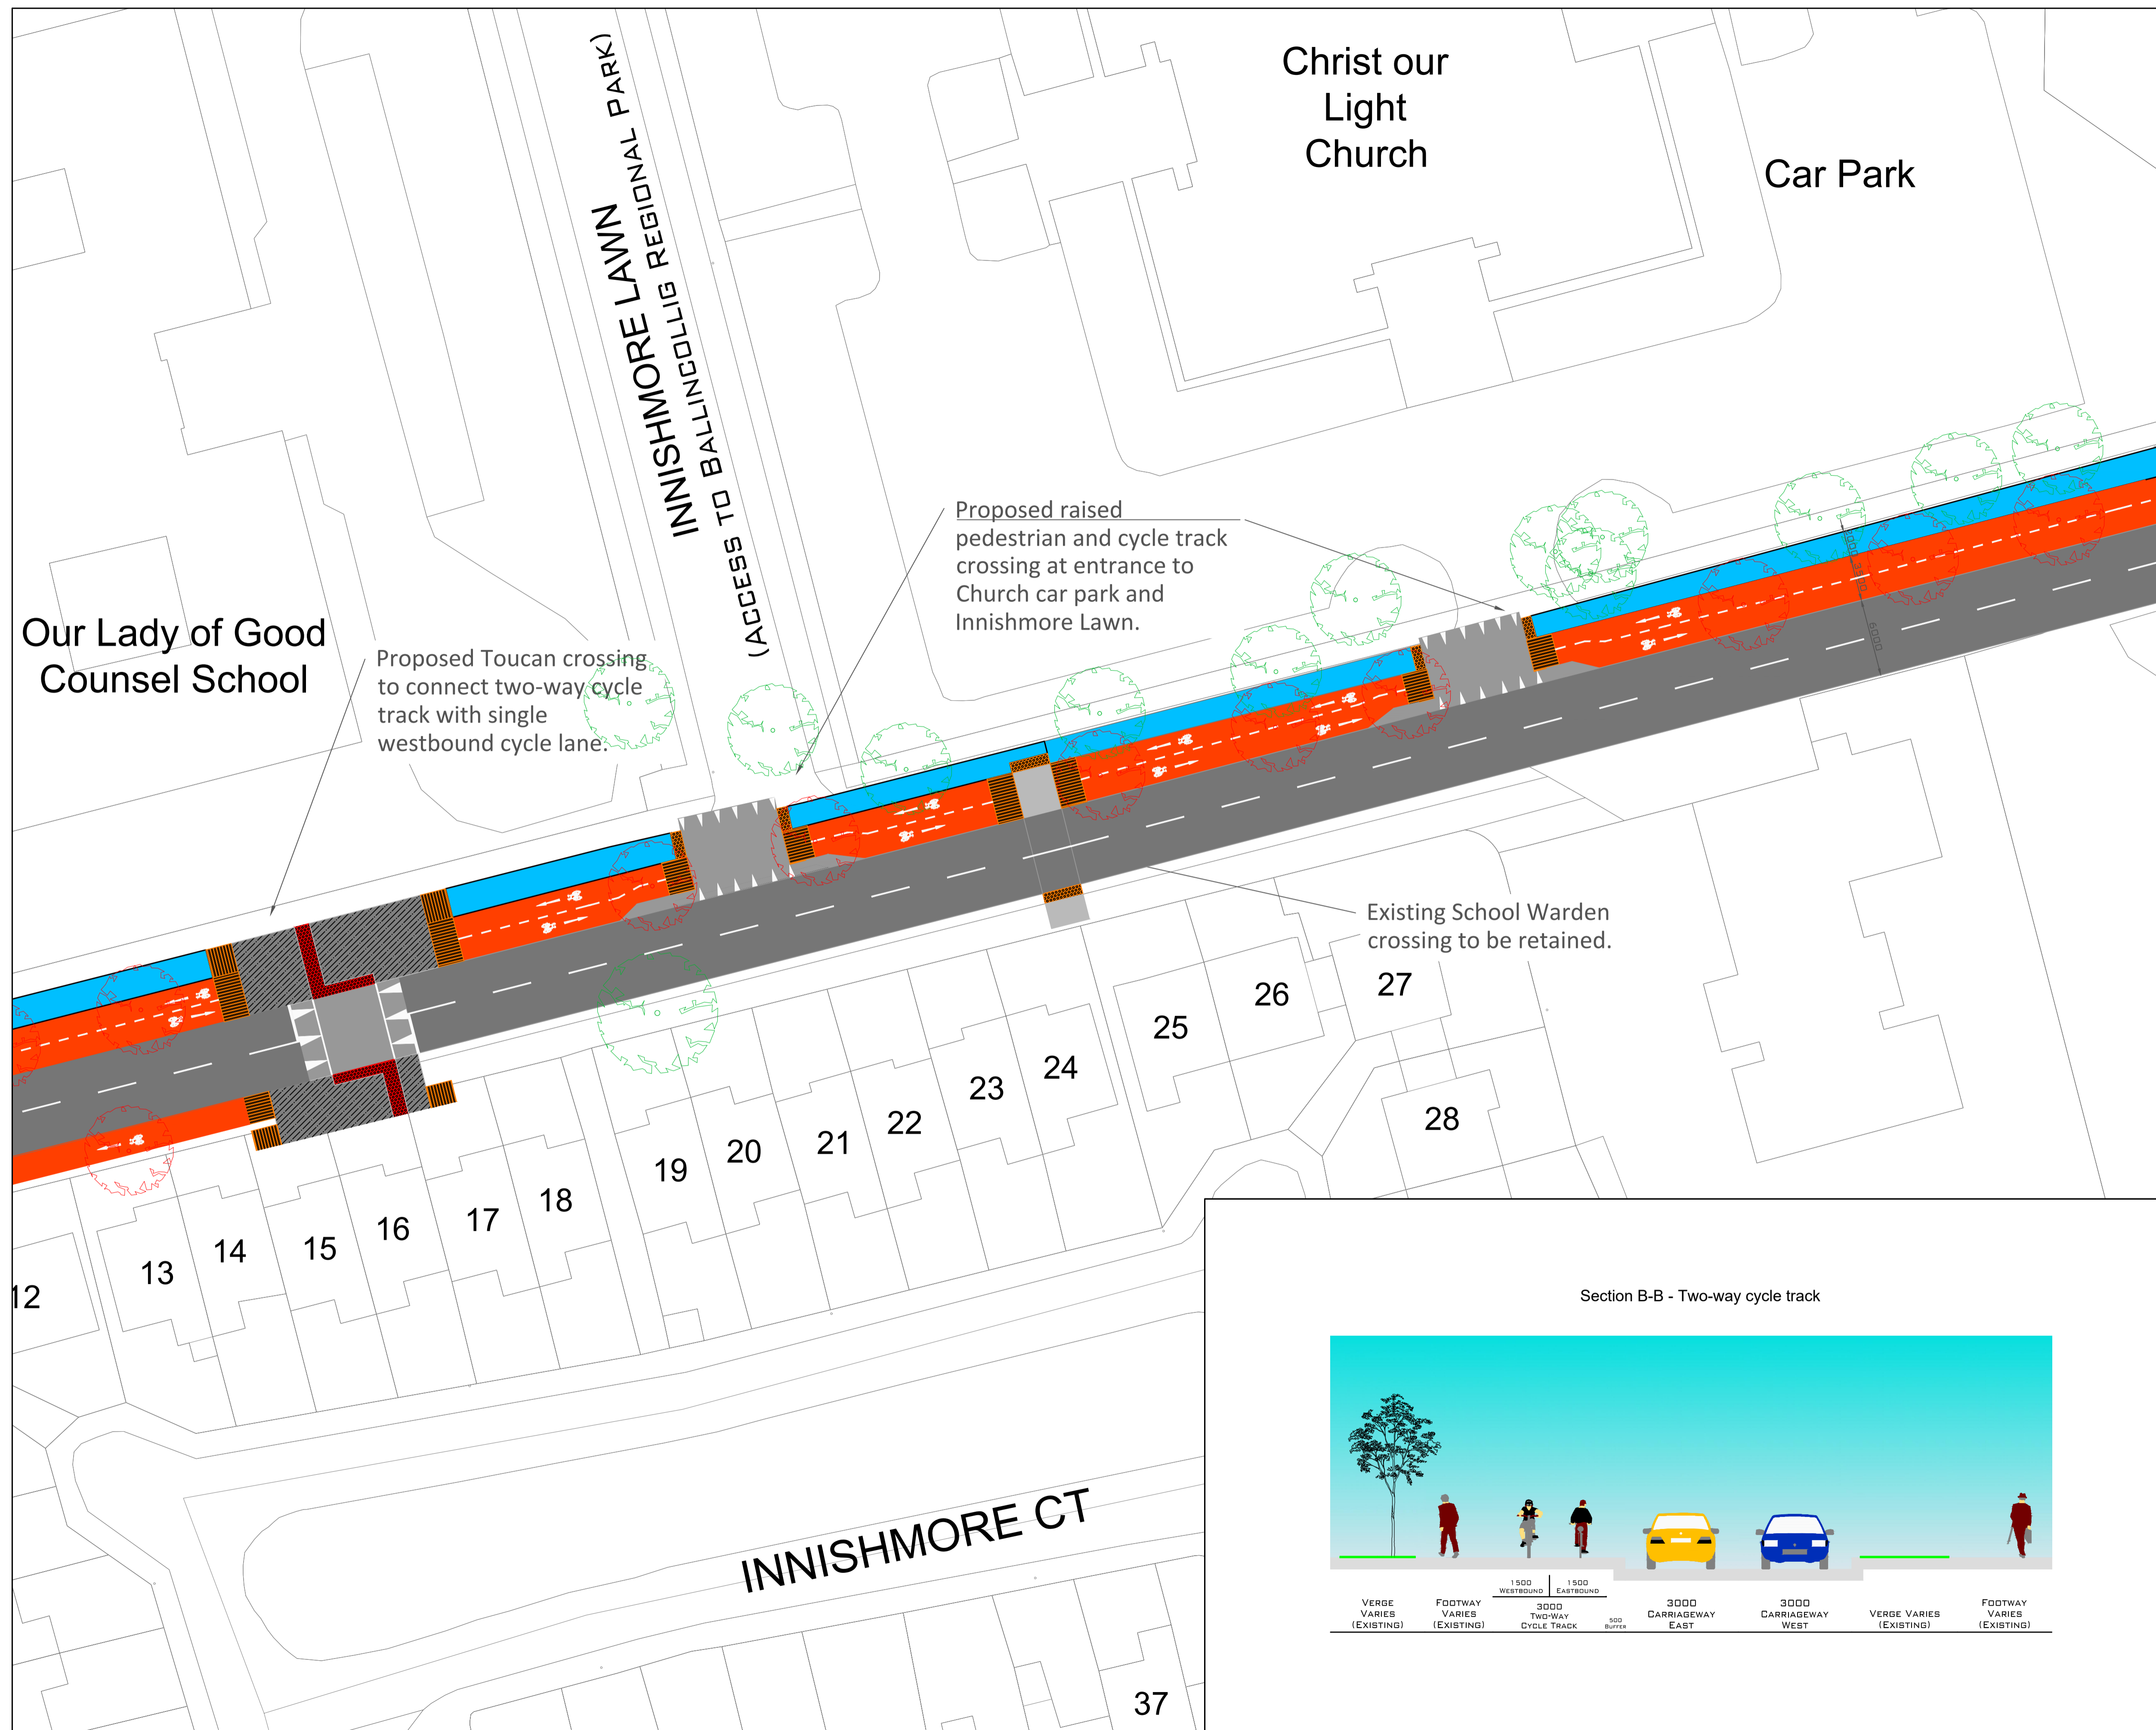 Christ our
Light
Church
Car Park
INNISHMORE LAWN
(ACCESS TO BALLINCOLLIG REGIONAL PARK)
Our Lady of Good
Counsel School
Proposed Toucan crossing
to connect two-way cycle
track with single
westbound cycle lane.
Proposed raised
pedestrian and cycle track
crossing at entrance to
Church car park and
Innishmore Lawn.
3500
6000
Existing School Warden
crossing to be retained.
12
13
14
15
16
17
18
19
20
21
22
23
24
25
26
27
28
INNISHMORE CT
37
Section B-B - Two-way cycle track
1500
WESTBOUND
1500
EASTBOUND
VERGE
VARIES
(EXISTING)
FOOTWAY
VARIES
(EXISTING)
3000
TWO-WAY
CYCLE TRACK
500
BUFFER
3000
CARRIAGEWAY
EAST
3000
CARRIAGEWAY
WEST
VERGE VARIES
(EXISTING)
FOOTWAY
VARIES
(EXISTING)